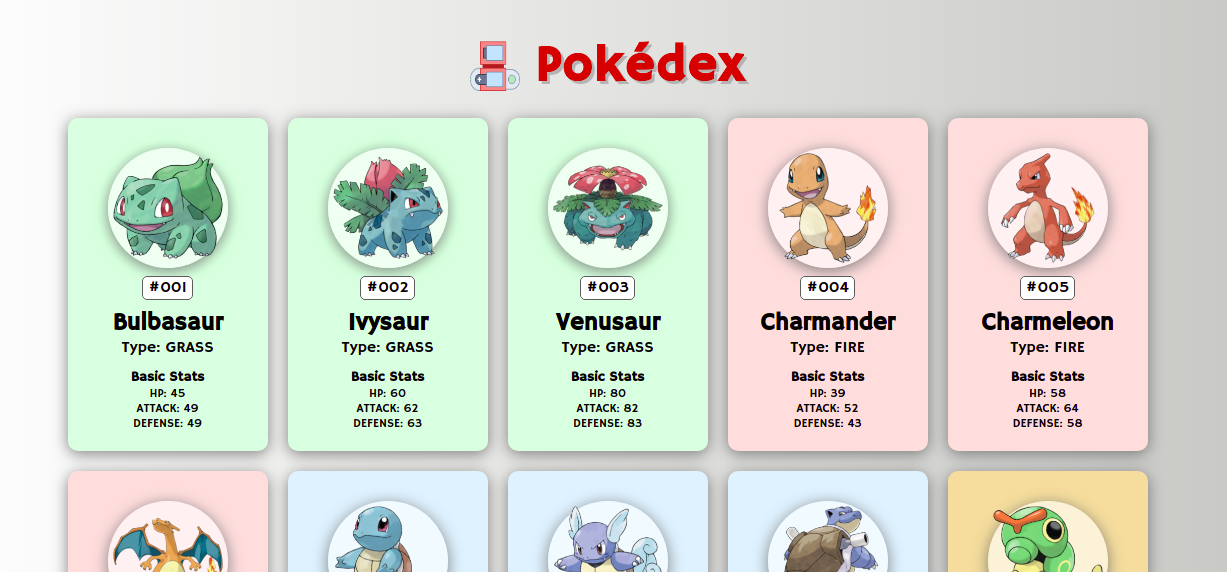 Pokédex
#001
Bulbasaur
Type: GRASS
Basic Stats
HP: 45
ATTACK: 49
DEFENSE: 49
#002
Ivysaur
Type: GRASS
Basic Stats
HP: 60
ATTACK: 62
DEFENSE: 63
#003
Venusaur
Type: GRASS
Basic Stats
HP: 80
ATTACK: 82
DEFENSE: 83
#004
Charmander
Type: FIRE
Basic Stats
HP: 39
ATTACK: 52
DEFENSE: 43
#005
Charmeleon
Type: FIRE
Basic Stats
HP: 58
ATTACK: 64
DEFENSE: 58